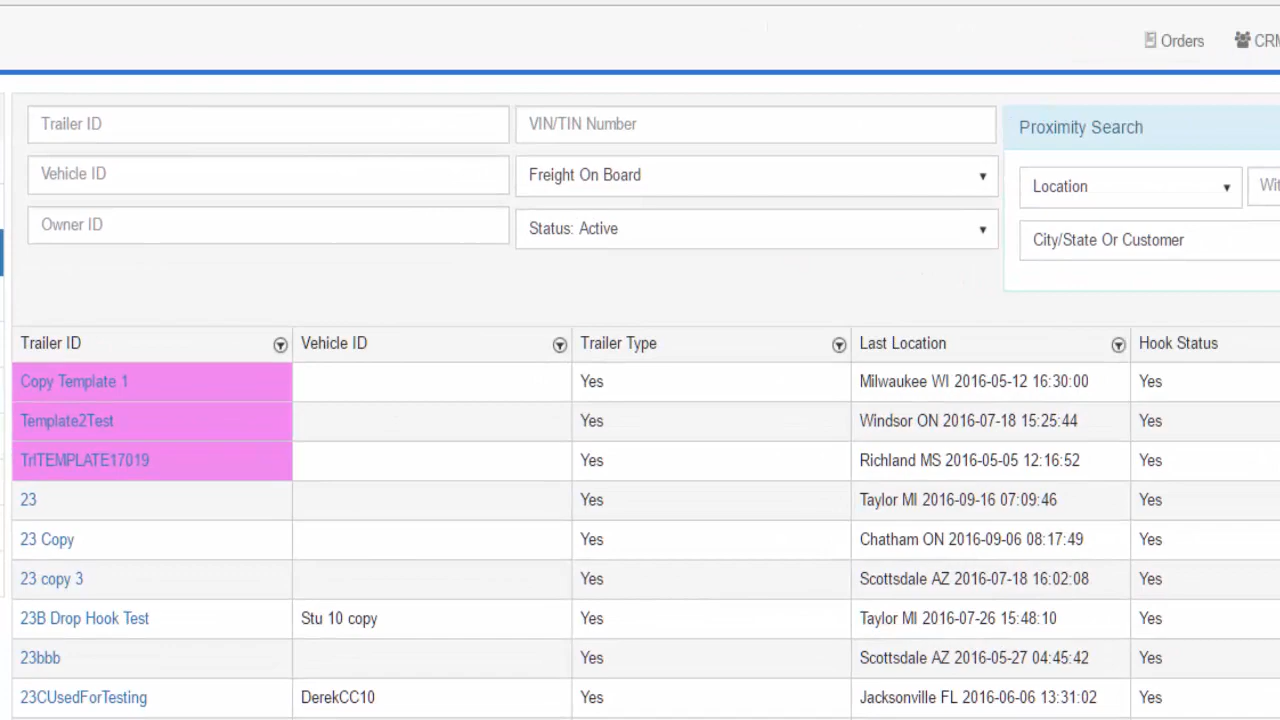 Orders CRM
Trailer ID VIN/TIN Number Proximity Search
Vehicle ID Freight On Board Location
Owner ID Status: Active City/State Or Customer
Trailer ID Vehicle ID Trailer Type Last Location Hook Status
Copy Template 1 Yes Milwaukee WI 2016-05-12 16:30:00 Yes
Template2Test Yes Windsor ON 2016-07-18 15:25:44 Yes
TrlTEMPLATE17019 Yes Richland MS 2016-05-05 12:16:52 Yes
23 Yes Taylor MI 2016-09-16 07:09:46 Yes
23 Copy Yes Chatham ON 2016-09-06 08:17:49 Yes
23 copy 3 Yes Scottsdale AZ 2016-07-18 16:02:08 Yes
23B Drop Hook Test Stu 10 copy Yes Taylor MI 2016-07-26 15:48:10 Yes
23bbb Yes Scottsdale AZ 2016-05-27 04:45:42 Yes
23CUsedForTesting DerekCC10 Yes Jacksonville FL 2016-06-06 13:31:02 Yes